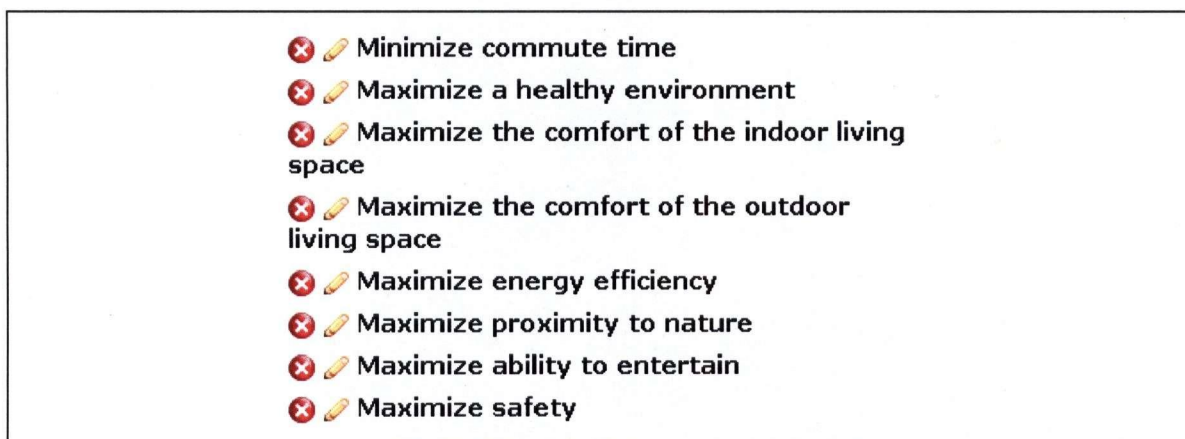 Minimize commute time
Maximize a healthy environment
Maximize the comfort of the indoor living
space
Maximize the comfort of the outdoor
living space
Maximize energy efficiency
Maximize proximity to nature
Maximize ability to entertain
Maximize safety